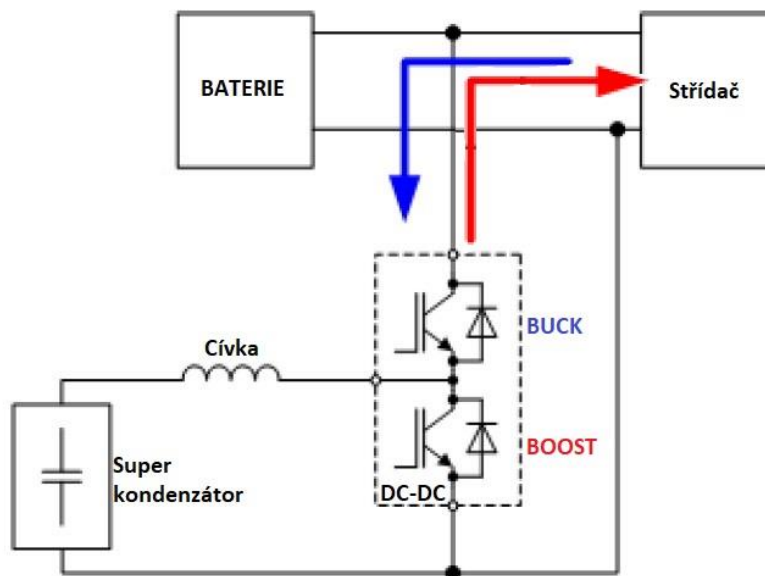 BATERIE
Střídač
BUCK
Cívka
BOOST
Super
kondenzátor
DC-DC